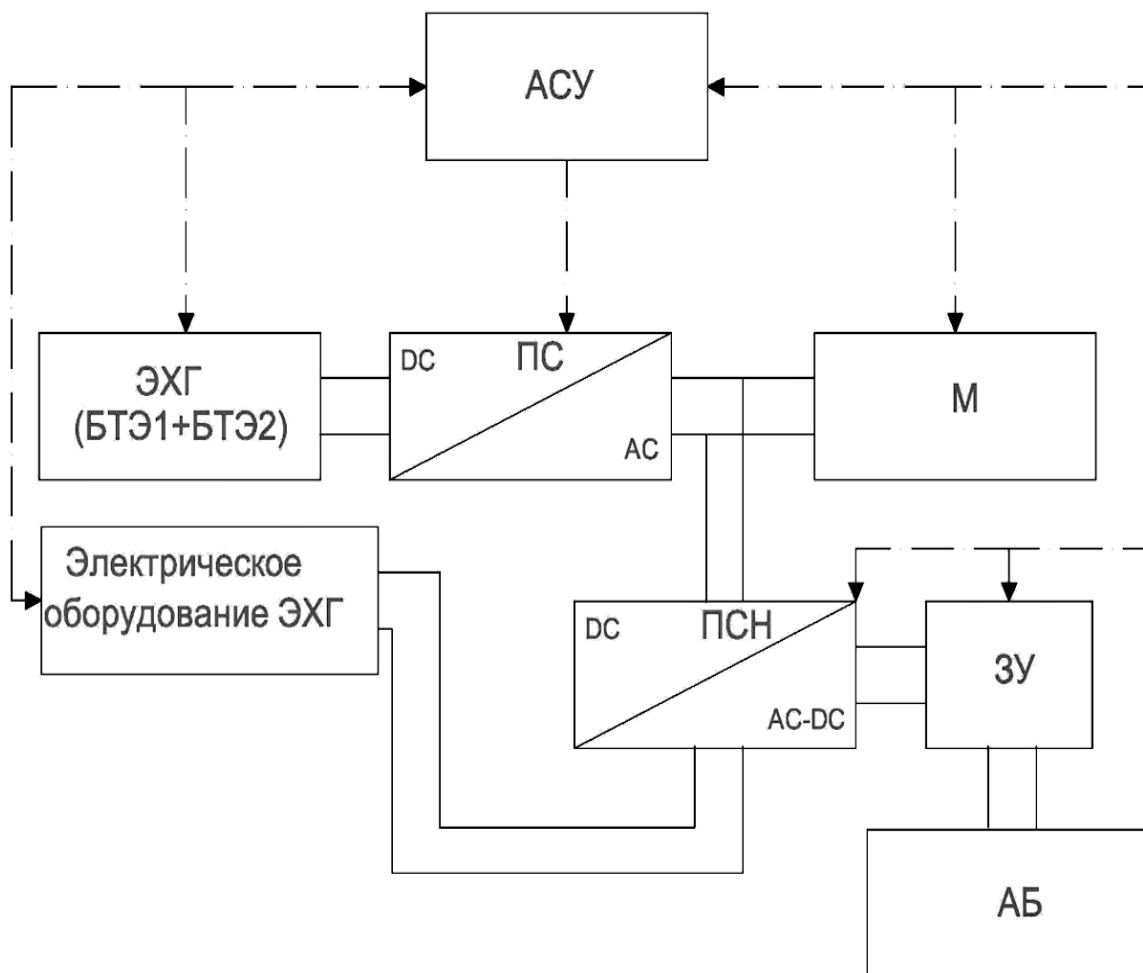 АСУ
ЭХГ
(БТЭ1+БТЭ2)
DC
ПС
AC
М
Электрическое
оборудование ЭХГ
DC
ПСН
AC-DC
ЗУ
АБ